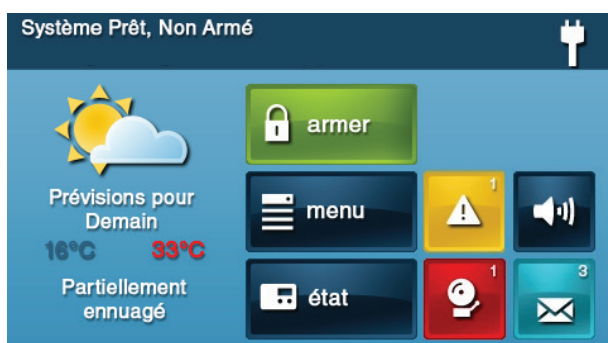 Système Prêt, Non Armé
armer
Prévisions pour
Demain
16°C 33°C
Partiellement
ennuagé
menu
1
état
1
3